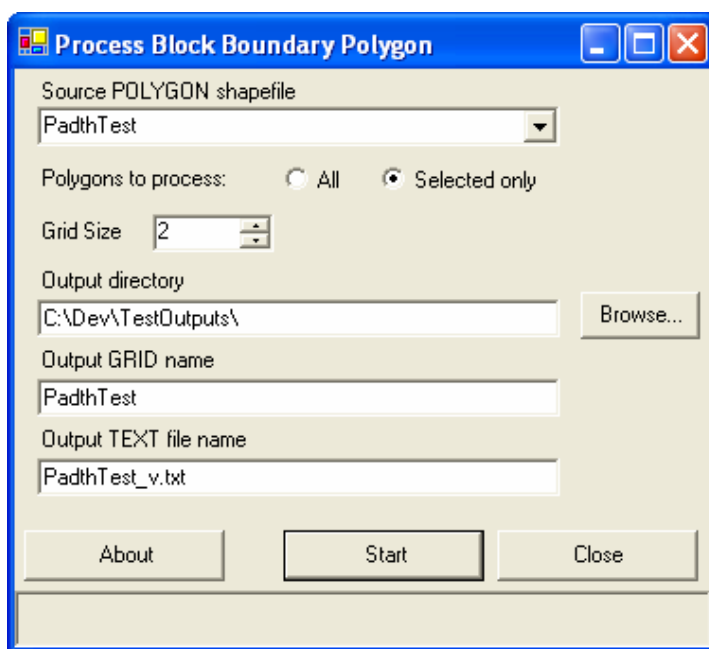 Process Block Boundary Polygon
Source POLYGON shapefile
PadthTest
Polygons to process: All Selected only
Grid Size 2
Output directory
C:\Dev\TestOutputs\ Browse...
Output GRID name
PadthTest
Output TEXT file name
PadthTest_v.txt
About Start Close